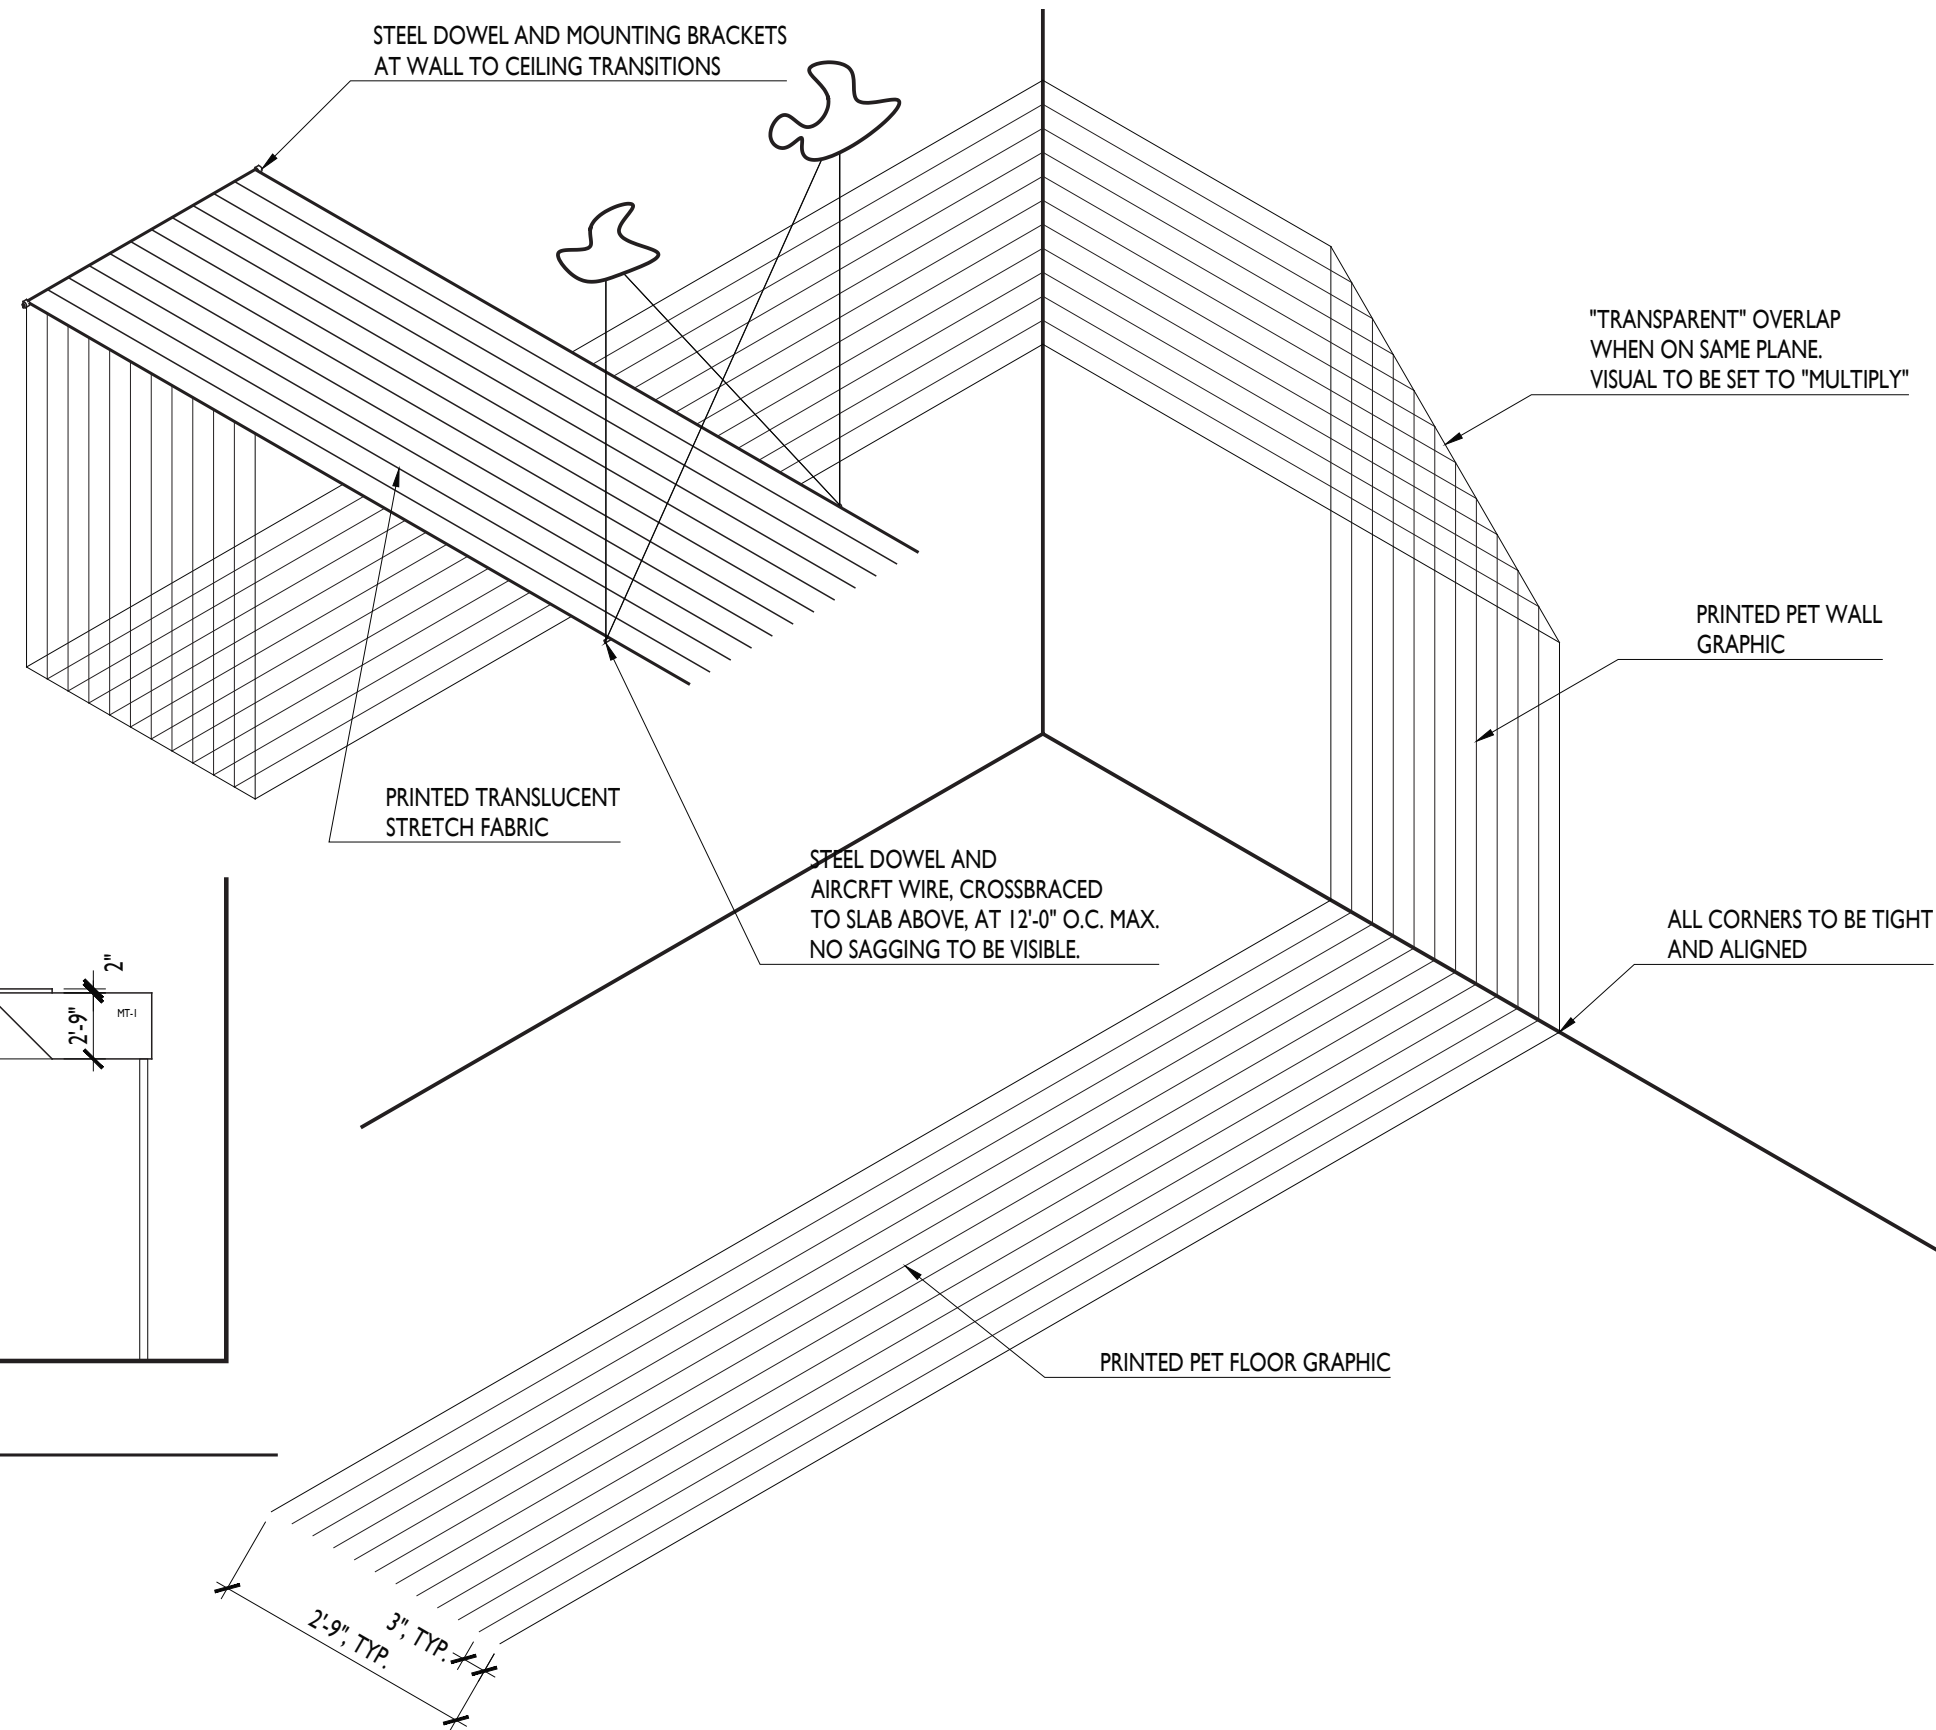 STEEL DOWEL AND MOUNTING BRACKETS
AT WALL TO CEILING TRANSITIONS
"TRANSPARENT" OVERLAP
WHEN ON SAME PLANE.
VISUAL TO BE SET TO "MULTIPLY"
PRINTED PET WALL
GRAPHIC
PRINTED TRANSLUCENT
STRETCH FABRIC
STEEL DOWEL AND
AIRCRFT WIRE, CROSSBRACED
TO SLAB ABOVE, AT 12'-0" O.C. MAX.
NO SAGGING TO BE VISIBLE.
ALL CORNERS TO BE TIGHT
AND ALIGNED
2"
2'-9"
MT-1
PRINTED PET FLOOR GRAPHIC
3", TYP.
2'-9", TYP.